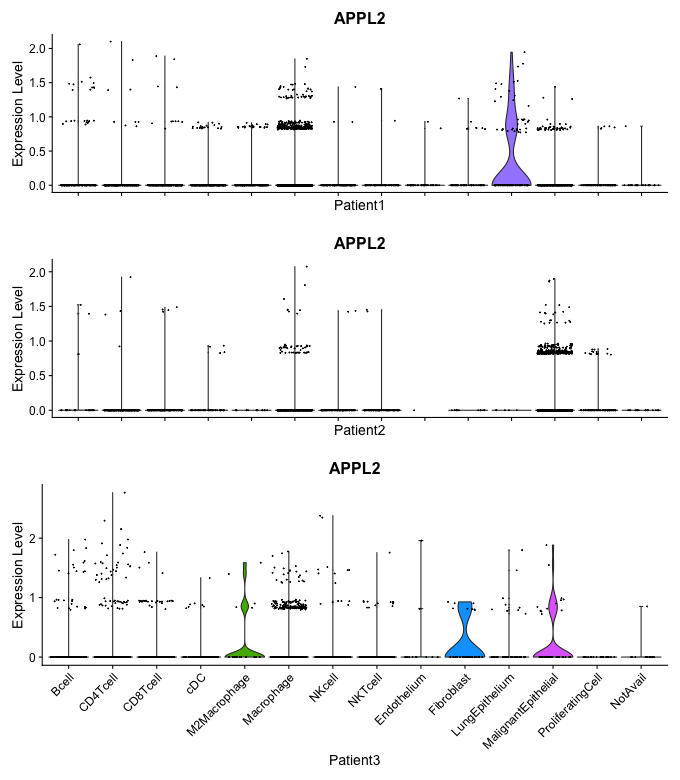 APPL2
Expression Level
2.0
1.5
1.0
0.5
0.0
Patient1
APPL2
Expression Level
2.0
1.5
1.0
0.5
0.0
Patient2
APPL2
Expression Level
2
1
0
Bcell
CD4Tcell
CD8Tcell
cDC
M2Macrophage
Macrophage
NKcell
NKTcell
Endothelium
Fibroblast
LungEpithelium
MalignantEpithelial
ProliferatingCell
NotAvail
Patient3